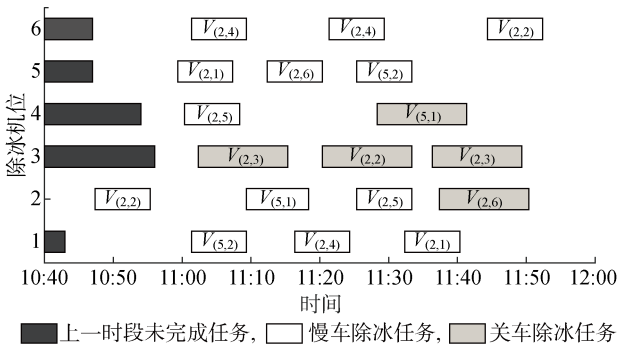 6 V(2,4) V(2,4) V(2,2)
5 V(2,1) V(2,6) V(5,2)
4 V(2,5) V(5,1)
3 V(2,3) V(2,2) V(2,3)
2 V(2,2) V(5,1) V(2,5) V(2,6)
1 V(5,2) V(2,4) V(2,1)
除冰机位
10:40 10:50 11:00 11:10 11:20 11:30 11:40 11:50 12:00
时间
上一时段未完成任务, 慢车除冰任务, 关车除冰任务